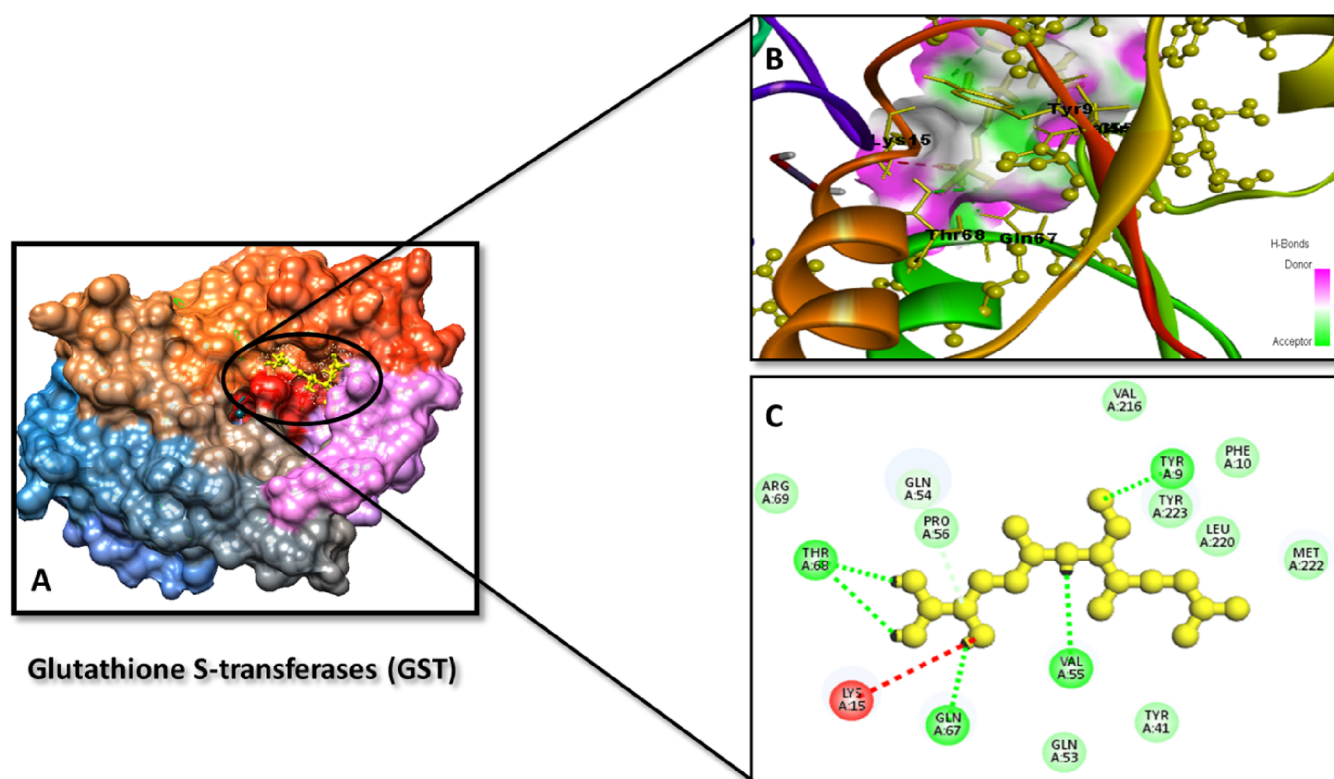 A
Glutathione S-transferases (GST)
B
Tyr9
Lys15
Thr68
Gln67
H-Bonds
Donor
Acceptor
C
VAL
A:216
TYR
A:9
PHE
A:10
ARG
A:69
GLN
A:54
TYR
A:223
PRO
A:56
LEU
A:220
THR
A:68
MET
A:222
VAL
A:55
LYS
A:15
GLN
A:67
TYR
A:41
GLN
A:53